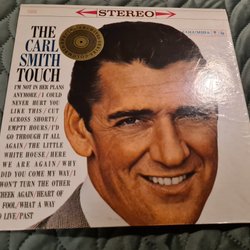 STEREO
COLUMBIA
THE
CARL
SMITH
TOUCH
I'M NOT IN HER PLANS
ANYMORE/I COULD
NEVER HURT YOU
LIKE THIS/CUT
ACROSS SHORTY/
EMPTY HOURS/I'D
GO THROUGH IT ALL
AGAIN/THE LITTLE
WHITE HOUSE/HERE
WE ARE AGAIN/WHY
DID YOU COME MY WAY/I
WON'T TURN THE OTHER
CHEEK AGAIN/HEART OF
FOOL/WHAT A WAY
TO LIVE/PAST